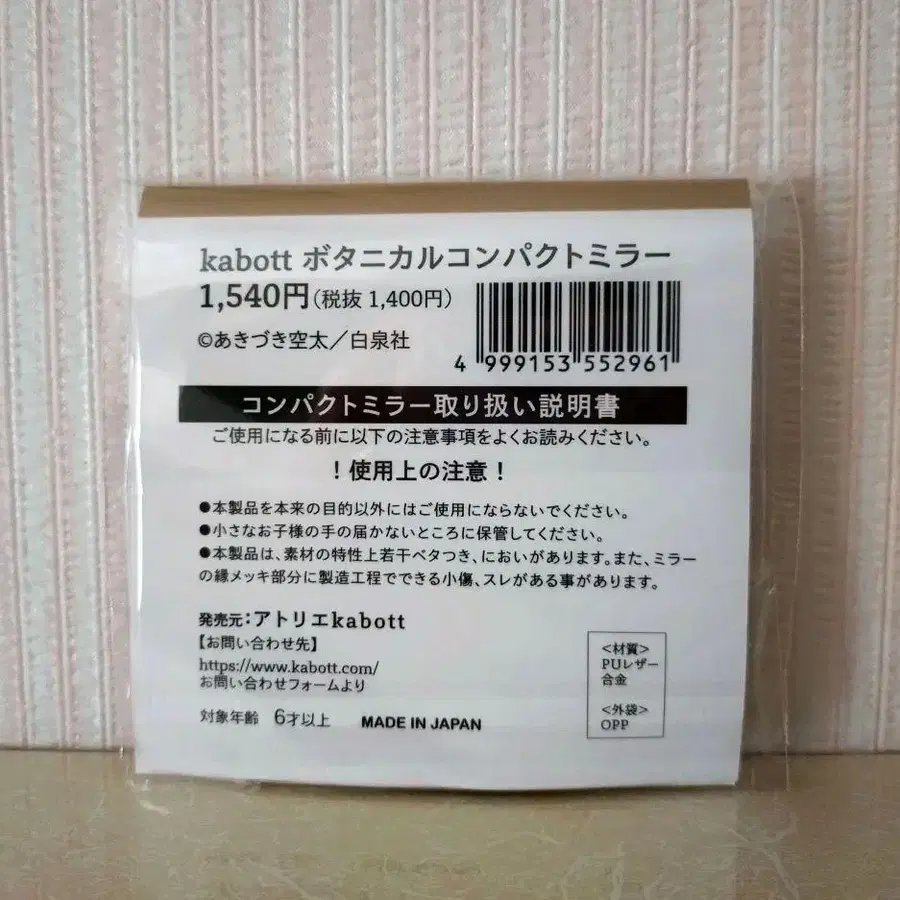 kabott ボタニカルコンパクトミラー
1,540円(税抜 1,400円)
©あきづき空太/白泉社
4 999153 552961
コンパクトミラー取り扱い説明書
ご使用になる前に以下の注意事項をよくお読みください。
!使用上の注意!
●本製品を本来の目的以外にはご使用にならないでください。
●小さなお子様の手の届かないところに保管してください。
●本製品は、素材の特性上若干ベタつき、においがあります。また、ミラー
の縁メッキ部分に製造工程でできる小傷、スレがある事があります。
発売元:アトリエkabott
【お問い合わせ先】
https://www.kabott.com/
お問い合わせフォームより
対象年齢 6才以上 MADE IN JAPAN
<材質>
PUレザー
合金
<外袋>
OPP